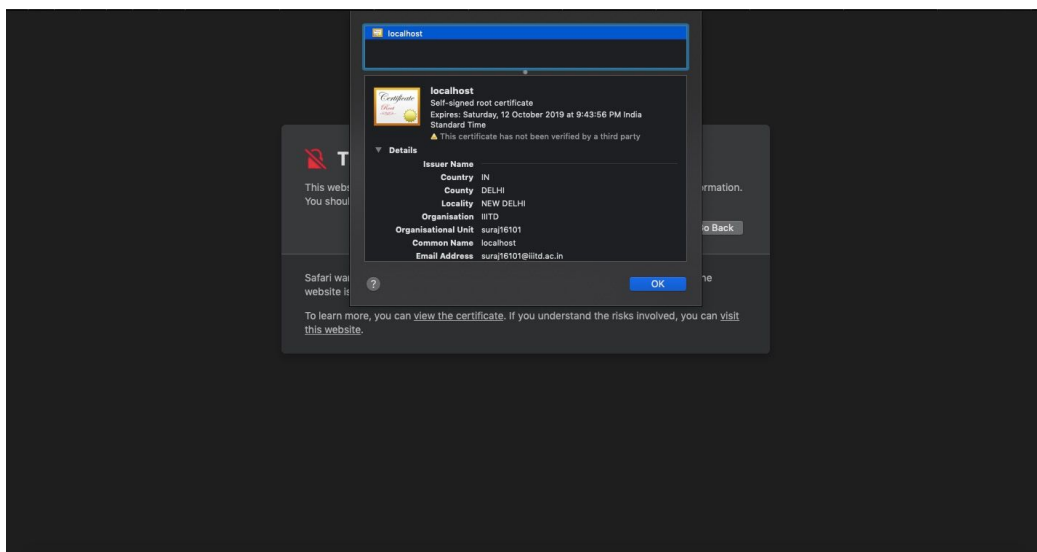 localhost
Certificate
Root
localhost
Self-signed root certificate
Expires: Saturday, 12 October 2019 at 9:43:56 PM India
Standard Time
This certificate has not been verified by a third party
Details
Issuer Name
Country IN
County DELHI
Locality NEW DELHI
Organisation IIITD
Organisational Unit suraj16101
Common Name localhost
Email Address suraj16101@iiitd.ac.in
?
OK
T
This webs
rmation.
You shoul
o Back
Safari wa
he
website is
To learn more, you can view the certificate. If you understand the risks involved, you can visit
this website.